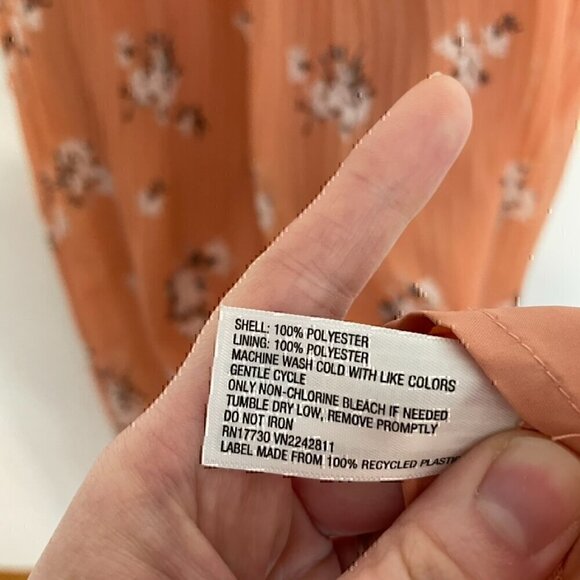 SHELL: 100% POLYESTER
LINING: 100% POLYESTER
MACHINE WASH COLD WITH LIKE COLORS
GENTLE CYCLE
ONLY NON-CHLORINE BLEACH IF NEEDED
TUMBLE DRY LOW, REMOVE PROMPTLY
DO NOT IRON
RN17730 VN2242811
LABEL MADE FROM 100% RECYCLED PLASTIC